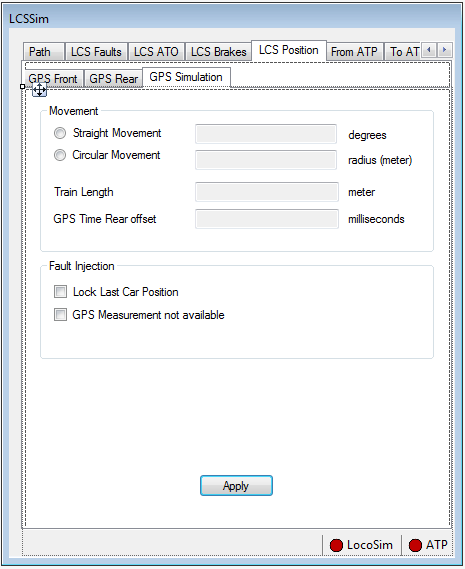 LCSSim
Path LCS Faults LCS ATO LCS Brakes LCS Position From ATP To AT
GPS Front GPS Rear GPS Simulation
Movement
Straight Movement degrees
Circular Movement radius (meter)
Train Length meter
GPS Time Rear offset milliseconds
Fault Injection
Lock Last Car Position
GPS Measurement not available
Apply
LocoSim ATP